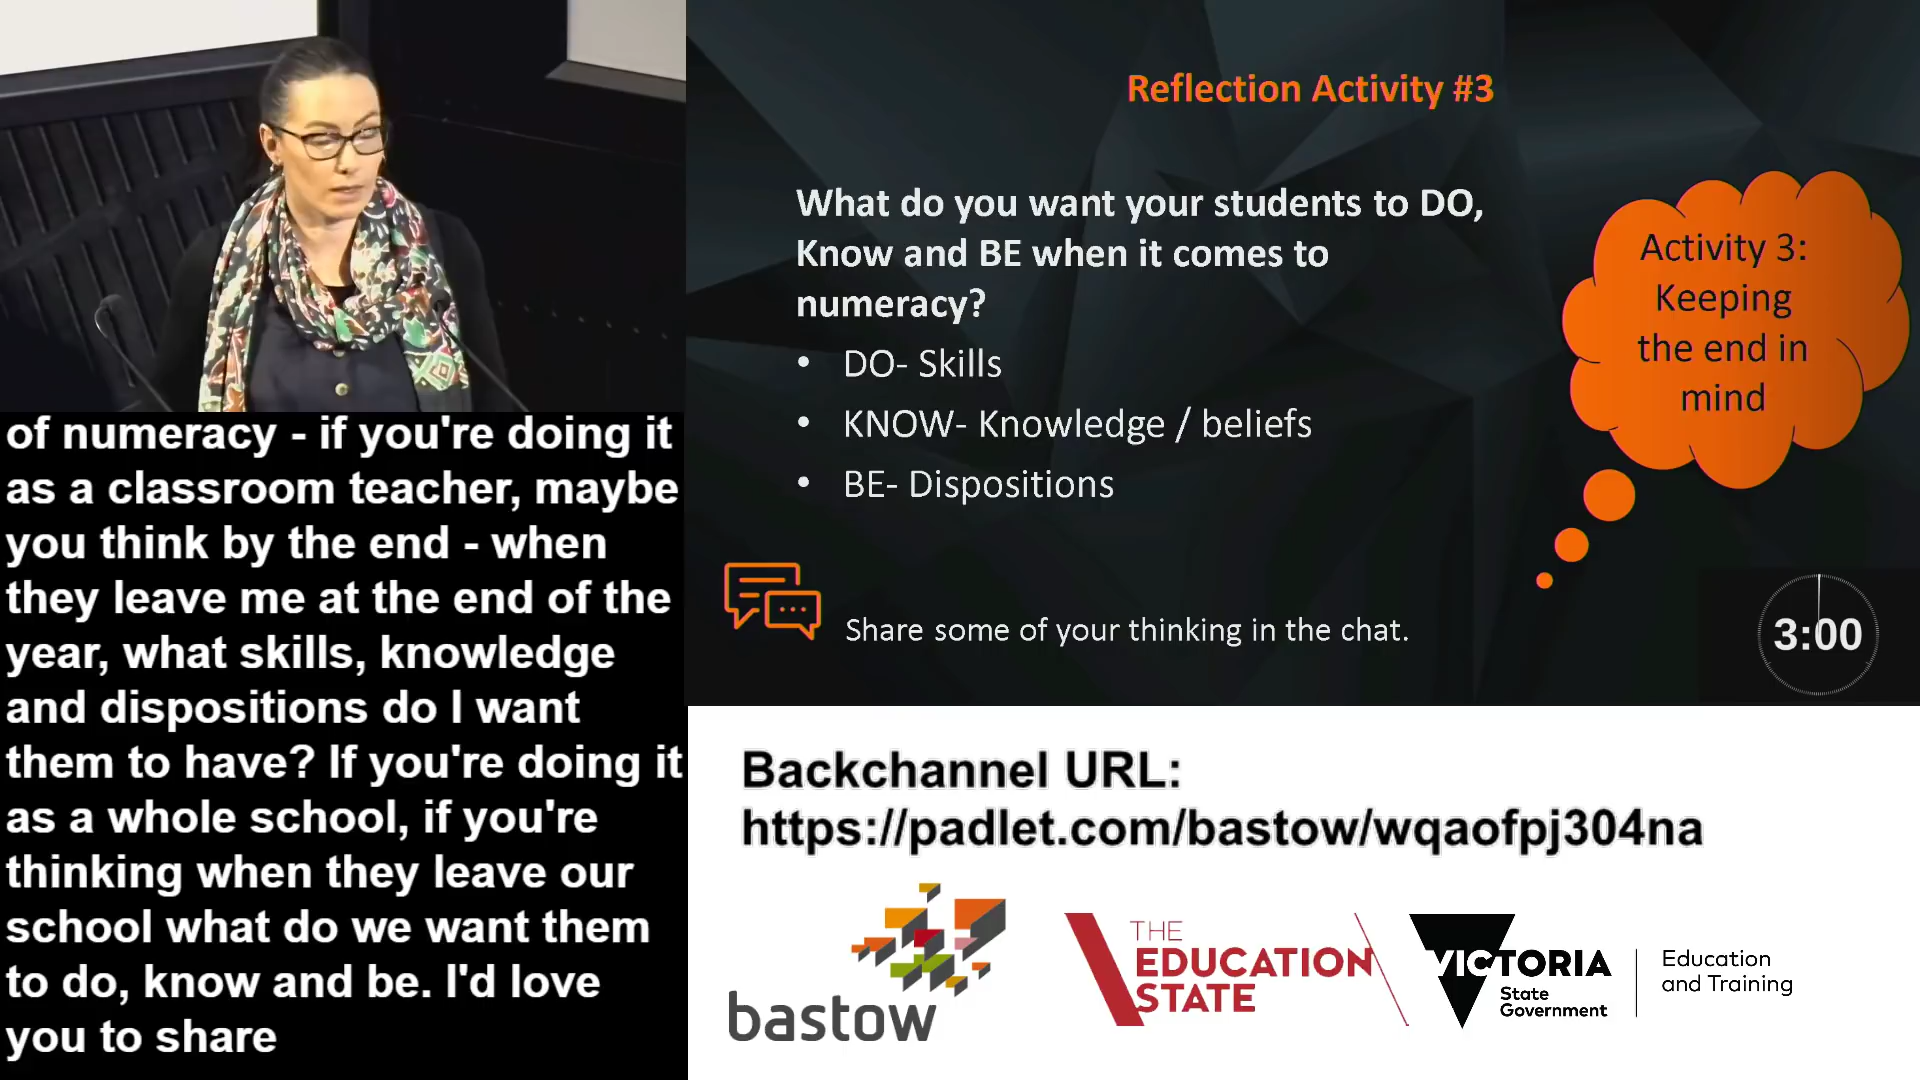 of numeracy - if you're doing it
as a classroom teacher, maybe
you think by the end - when
they leave me at the end of the
year, what skills, knowledge
and dispositions do I want
them to have? If you're doing it
as a whole school, if you're
thinking when they leave our
school what do we want them
to do, know and be. I'd love
you to share
Reflection Activity #3
What do you want your students to DO,
Know and BE when it comes to
numeracy?
• DO- Skills
• KNOW- Knowledge / beliefs
• BE- Dispositions
Share some of your thinking in the chat.
Activity 3:
Keeping
the end in
mind
3:00
Backchannel URL:
https://padlet.com/bastow/wqaofpj304na
bastow
THE
EDUCATION
STATE
VICTORIA
State
Government
Education
and Training